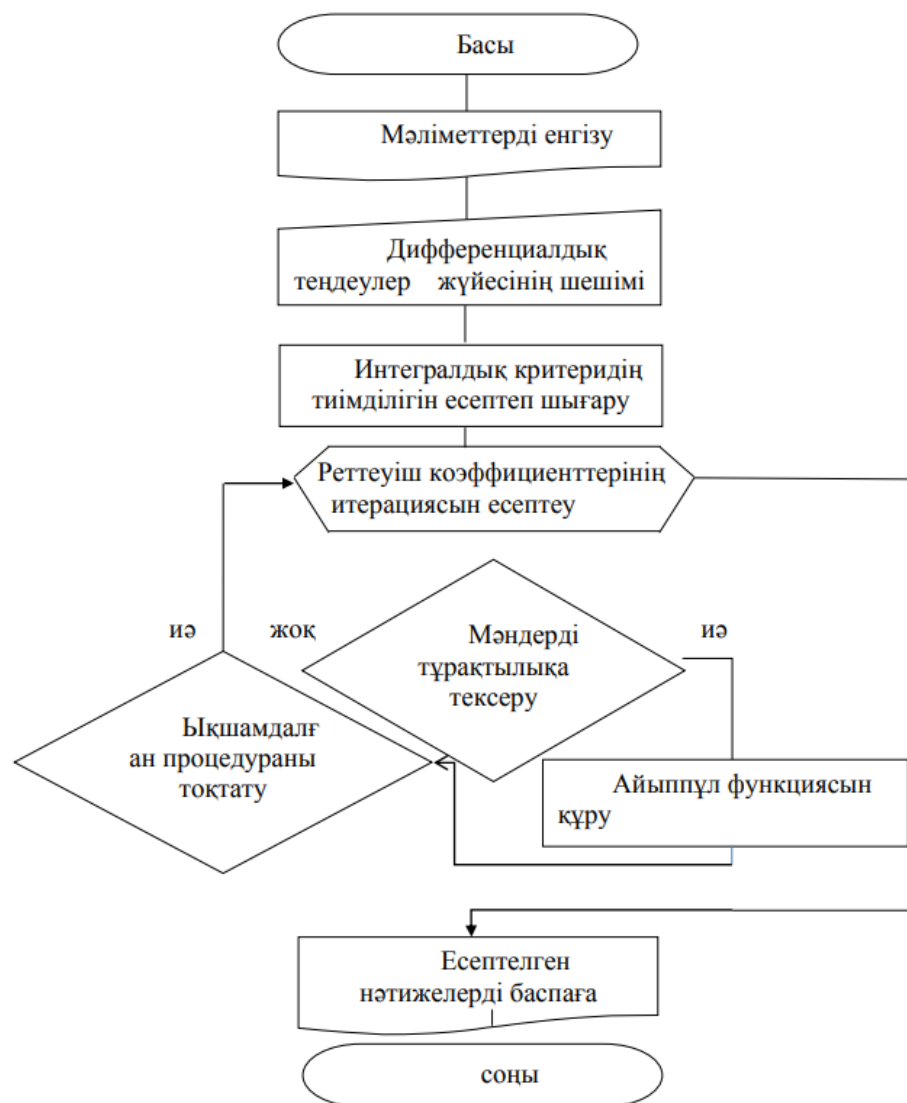 Басы
Мәліметтерді енгізу
Дифференциалдық
теңдеулер жүйесінің шешімі
Интегралдық критеридің
тиімділігін есептеп шығару
Реттеуіш коэффициенттерінің
итерациясын есептеу
иә
жоқ
Мәндерді
тұрақтылыққа
тексеру
иә
Ықшамдалғ
ан процедураны
тоқтату
Айыппұл функциясын
құру
Есептелген
нәтижелерді баспаға
соңы